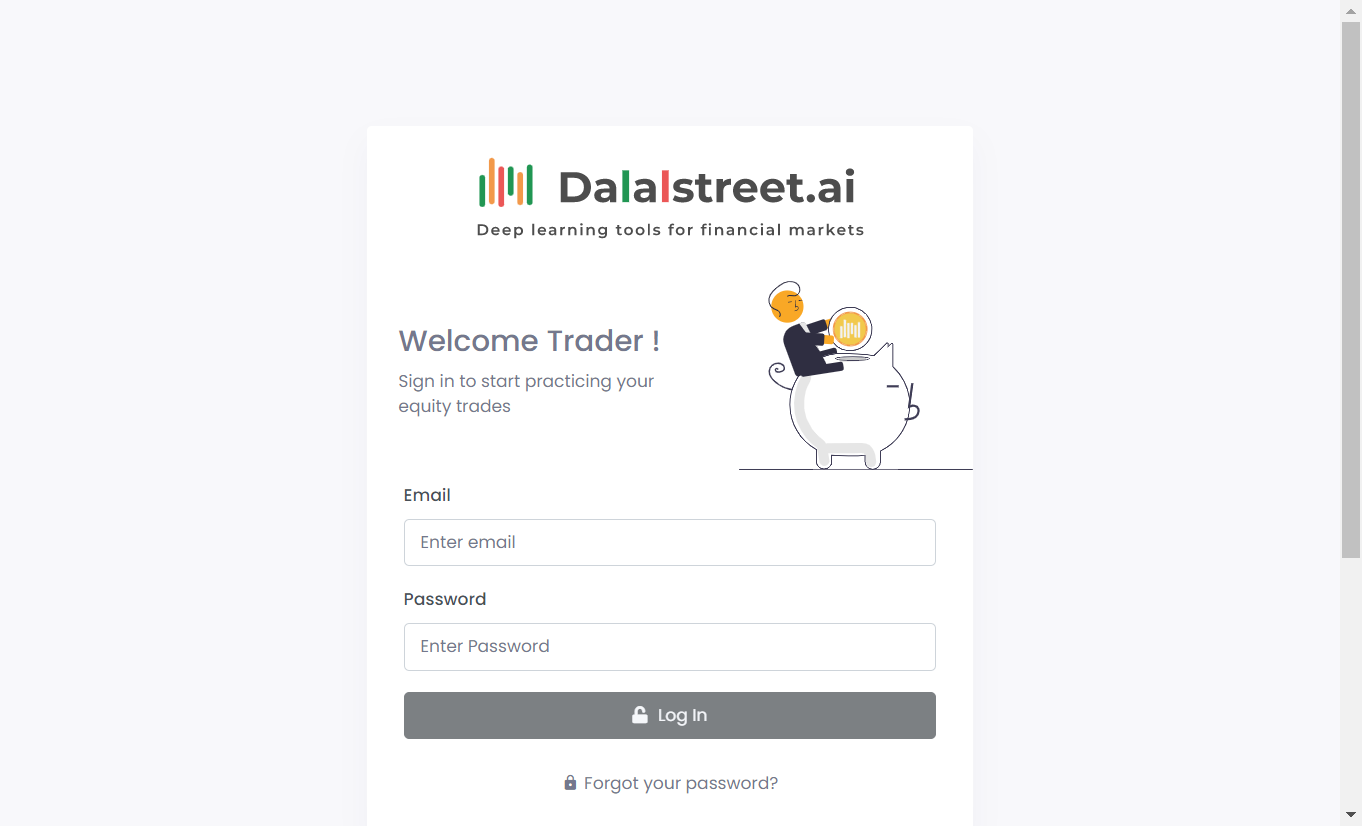 Dalalstreet.ai
Deep learning tools for financial markets
Welcome Trader !
Sign in to start practicing your
equity trades
Email
Enter email
Password
Enter Password
Log In
Forgot your password?